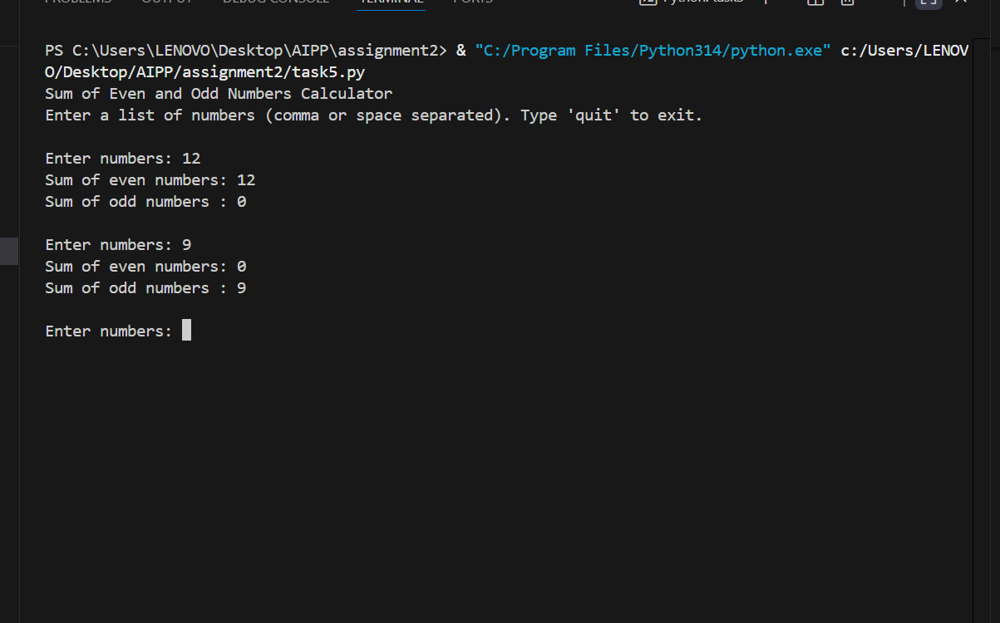 PROBLEMS OUTPUT DEBUG CONSOLE TERMINAL PORTS Python: task5
PS C:\Users\LENOVO\Desktop\AIPP\assignment2> & "C:/Program Files/Python314/python.exe" c:/Users/LENOV
O/Desktop/AIPP/assignment2/task5.py
Sum of Even and Odd Numbers Calculator
Enter a list of numbers (comma or space separated). Type 'quit' to exit.
Enter numbers: 12
Sum of even numbers: 12
Sum of odd numbers : 0
Enter numbers: 9
Sum of even numbers: 0
Sum of odd numbers : 9
Enter numbers: